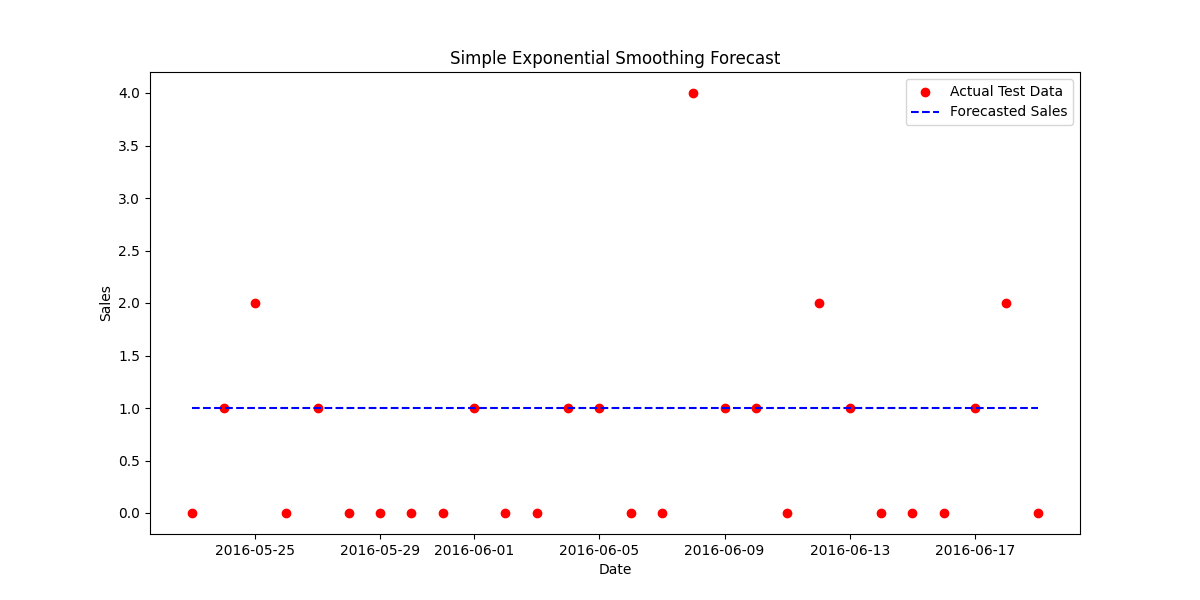 Simple Exponential Smoothing Forecast
Actual Test Data
Forecasted Sales
4.0
3.5
3.0
2.5
2.0
1.5
1.0
0.5
0.0
Sales
2016-05-25 2016-05-29 2016-06-01 2016-06-05 2016-06-09 2016-06-13 2016-06-17
Date